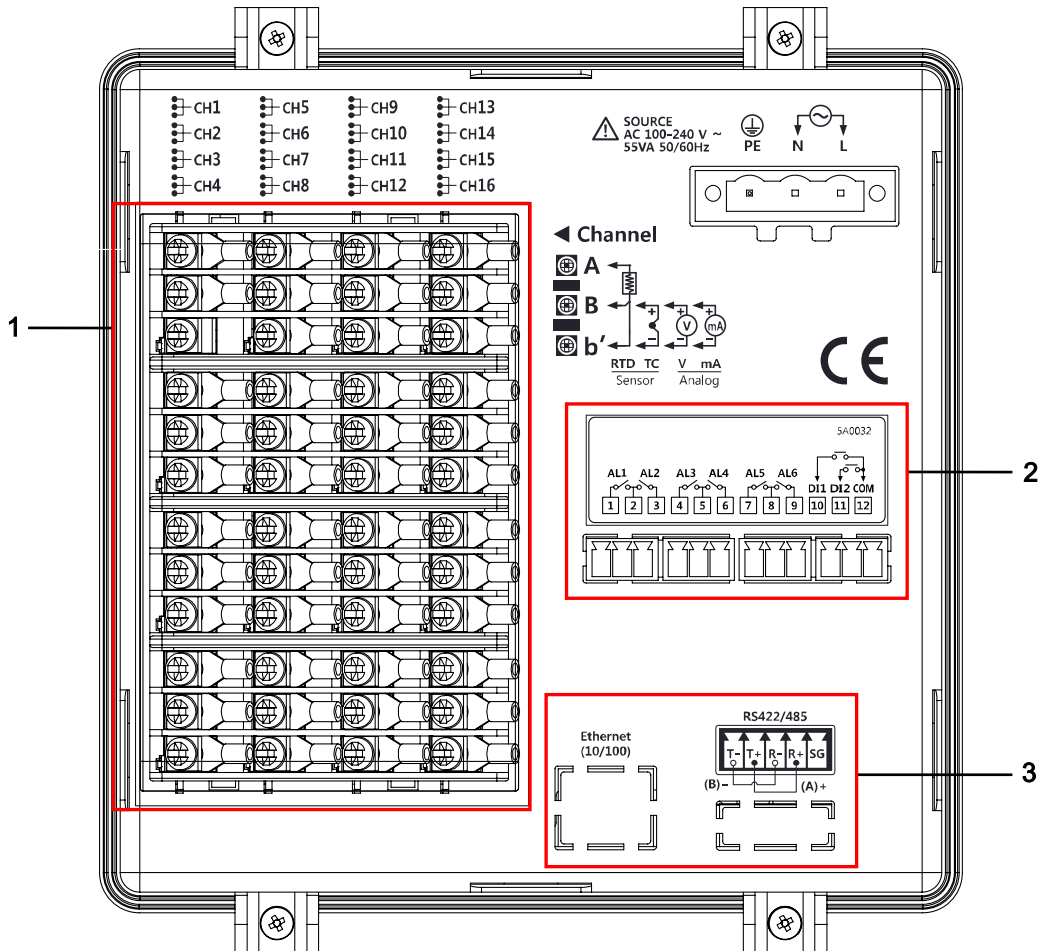 CH1 CH5 CH9 CH13
CH2 CH6 CH10 CH14
CH3 CH7 CH11 CH15
CH4 CH8 CH12 CH16
SOURCE
AC 100-240 V ~
55VA 50/60Hz
PE N L
◀ Channel
A
B
b'
+ + +
V mA
- - -
RTD TC V mA
Sensor Analog
CE
1
5A0032
AL1 AL2 AL3 AL4 AL5 AL6
DI1 DI2 COM
1 2 3 4 5 6 7 8 9 10 11 12
2
Ethernet
(10/100)
RS422/485
T- T+ R- R+ SG
(B)- (A)+
3